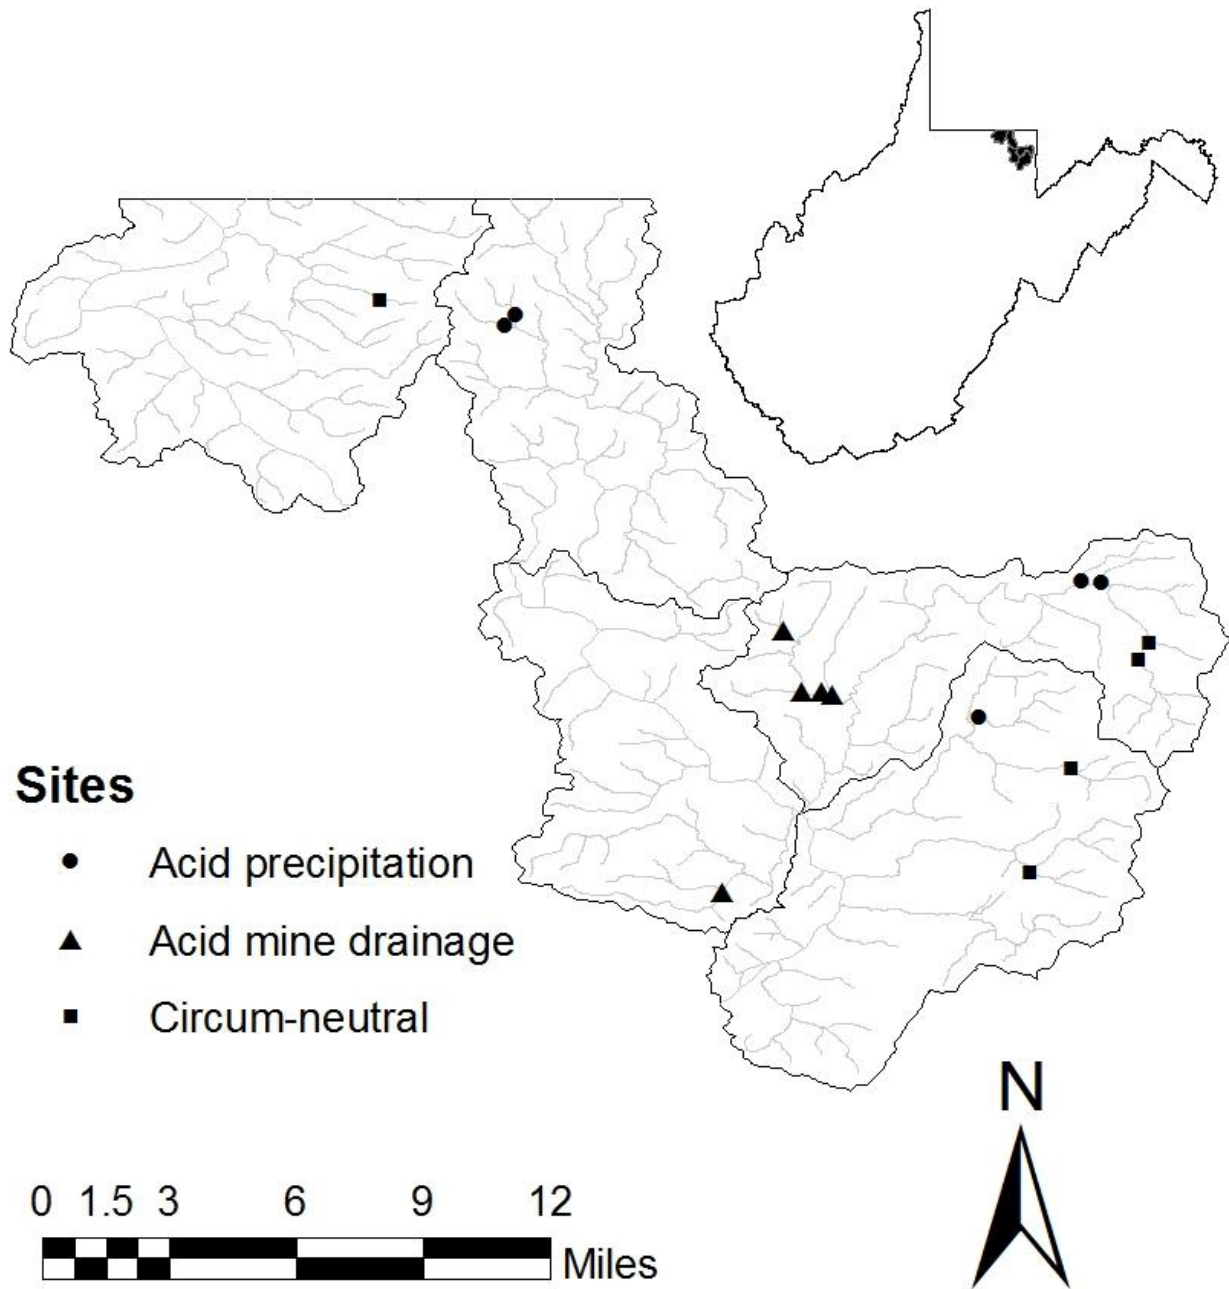 Sites
Acid precipitation
Acid mine drainage
Circum-neutral
N
0 1.5 3 6 9 12
Miles